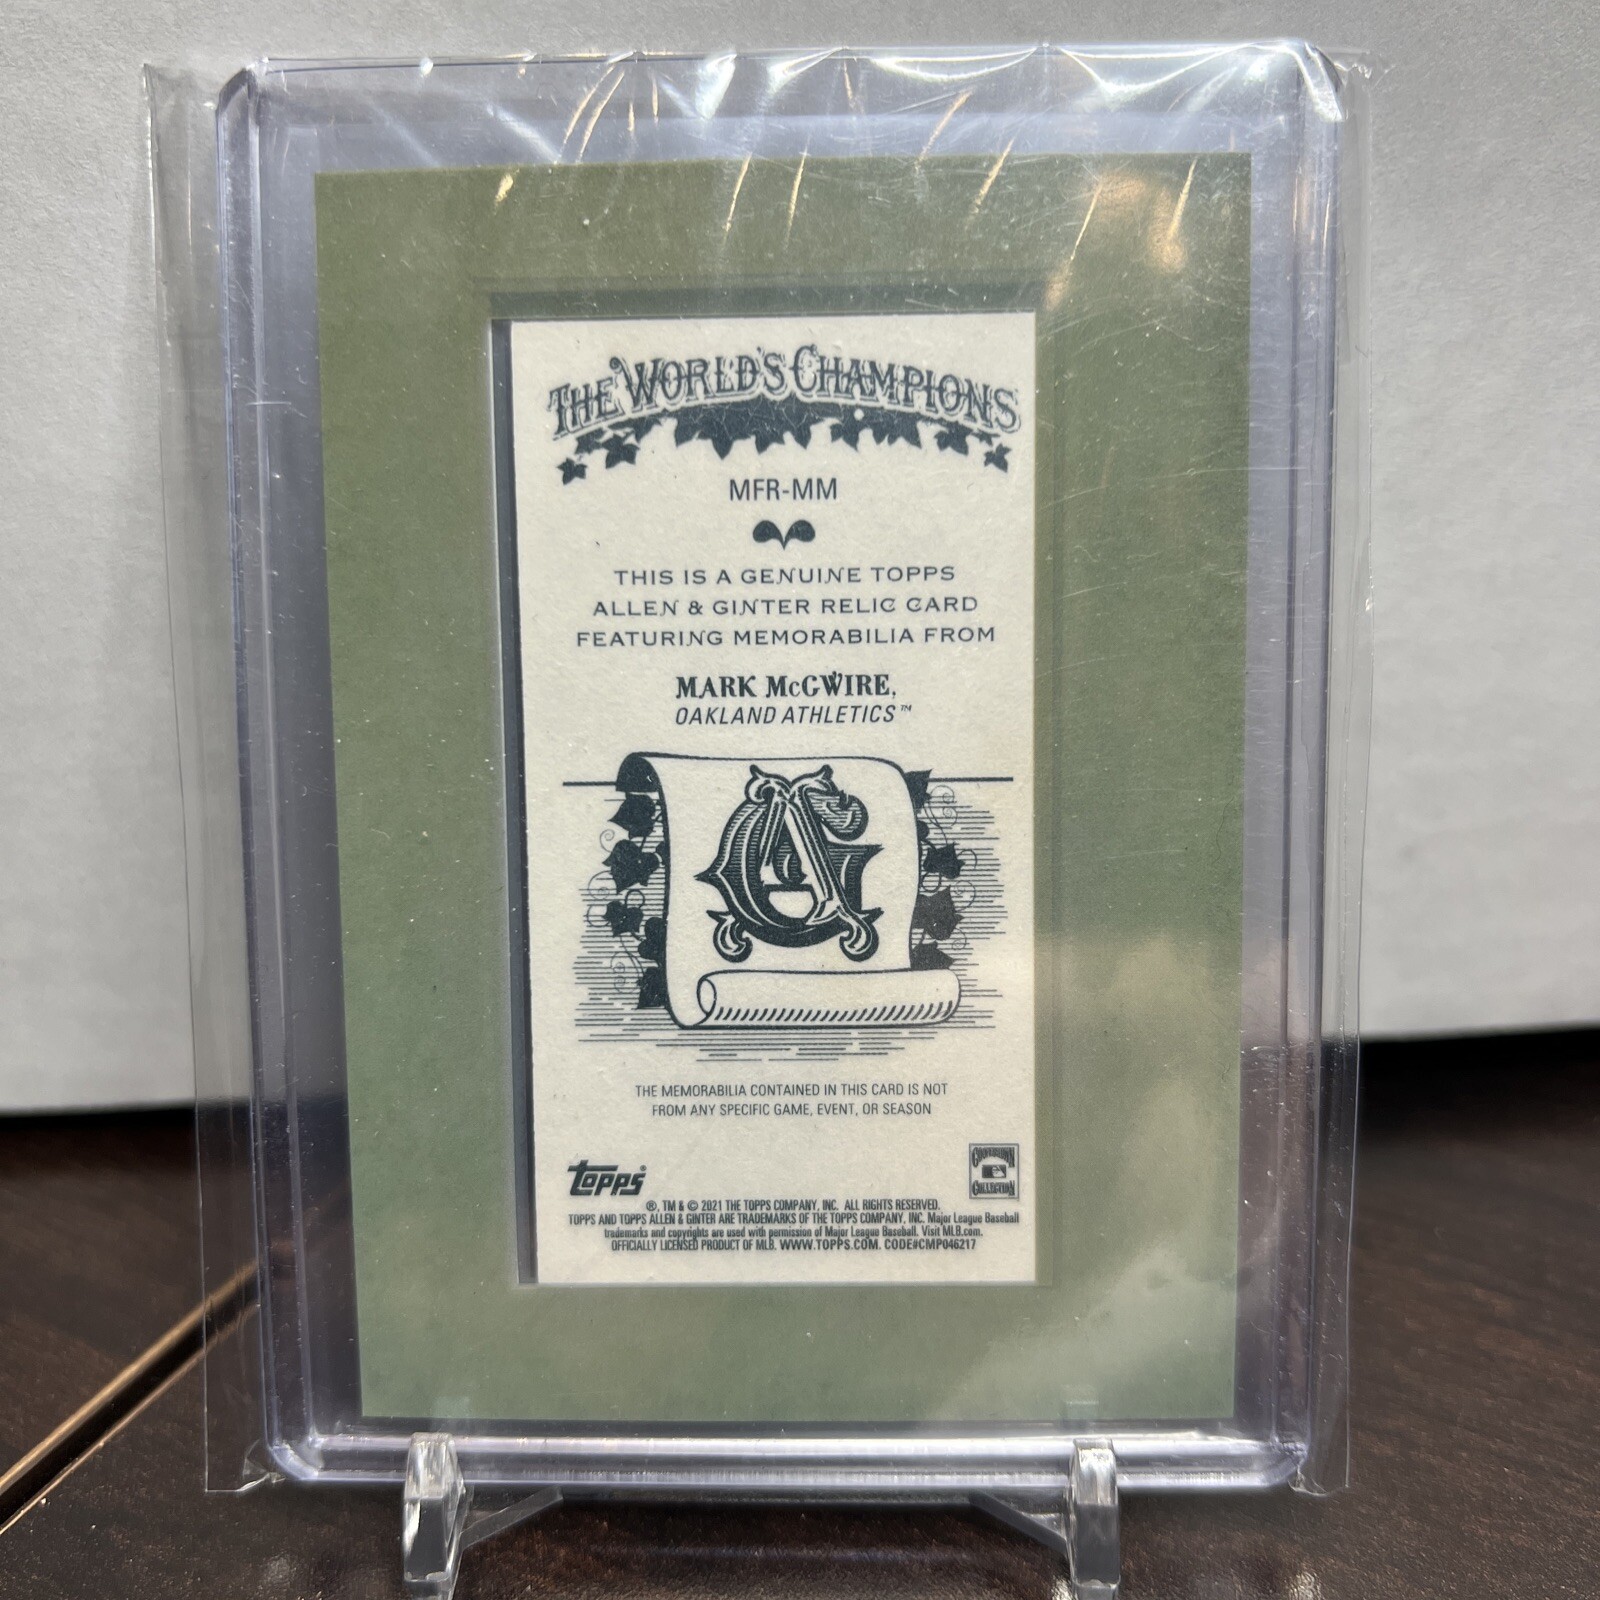 THE WORLD'S CHAMPIONS
MFR-MM
THIS IS A GENUINE TOPPS
ALLEN & GINTER RELIC CARD
FEATURING MEMORABILIA FROM
MARK McGWIRE,
OAKLAND ATHLETICS™
AG
THE MEMORABILIA CONTAINED IN THIS CARD IS NOT
FROM ANY SPECIFIC GAME, EVENT, OR SEASON
topps
COOPERSTOWN
COLLECTION
®, TM & © 2021 THE TOPPS COMPANY, INC. ALL RIGHTS RESERVED.
TOPPS AND TOPPS ALLEN & GINTER ARE TRADEMARKS OF THE TOPPS COMPANY, INC. Major League Baseball
trademarks and copyrights are used with permission of Major League Baseball. Visit MLB.com.
OFFICIALLY LICENSED PRODUCT OF MLB. WWW.TOPPS.COM. CODE#CMP046217